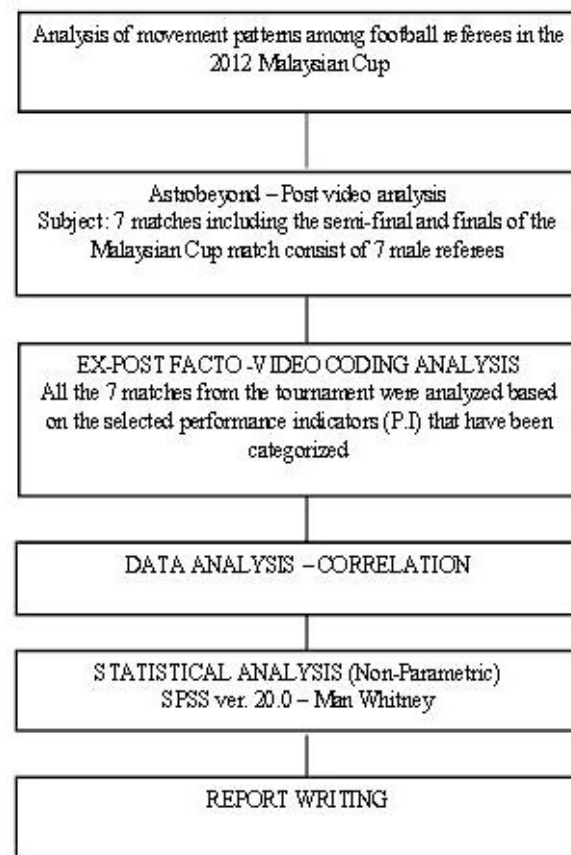 Analysis of movement patterns among football referees in the
2012 Malaysian Cup
Astrobeyond – Post video analysis
Subject: 7 matches including the semi-final and finals of the
Malaysian Cup match consist of 7 male referees
EX-POST FACTO -VIDEO CODING ANALYSIS
All the 7 matches from the tournament were analyzed based
on the selected performance indicators (P.I) that have been
categorized
DATA ANALYSIS – CORRELATION
STATISTICAL ANALYSIS (Non-Parametric)
SPSS ver. 20.0 – Man Whitney
REPORT WRITING